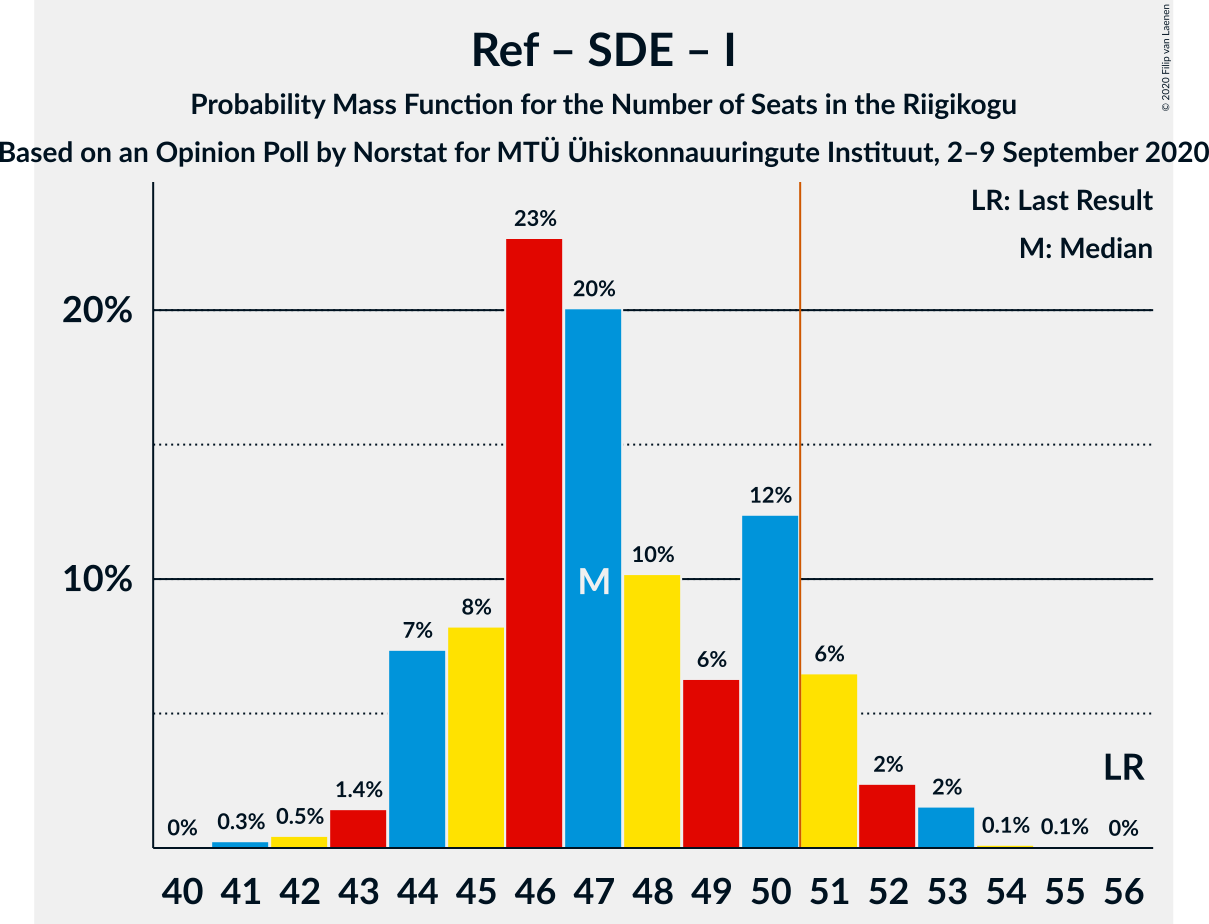 Ref – SDE – I
Probability Mass Function for the Number of Seats in the Riigikogu
Based on an Opinion Poll by Norstat for MTÜ Ühiskonnauuringute Instituut, 2–9 September 2020
© 2020 Filip van Laenen
LR: Last Result
M: Median
20%
10%
0%
0.3%
0.5%
1.4%
7%
8%
23%
20%
10%
6%
12%
6%
2%
2%
0.1%
0.1%
0%
M
LR
40 41 42 43 44 45 46 47 48 49 50 51 52 53 54 55 56